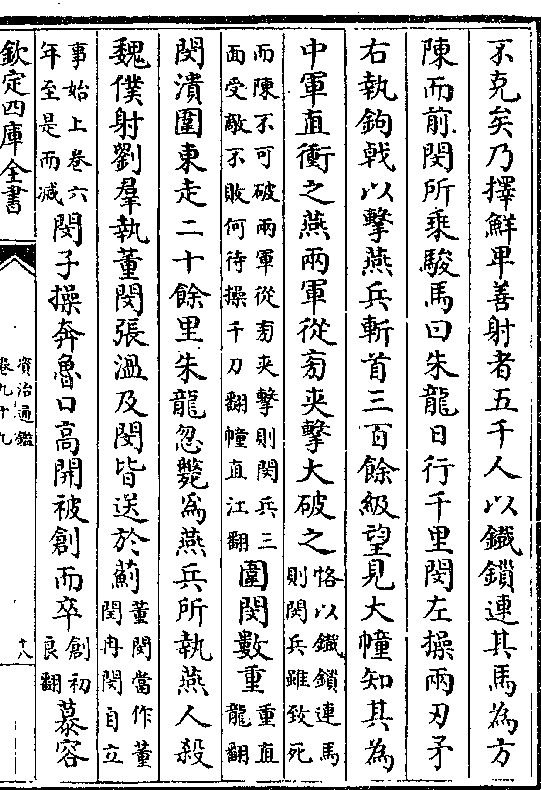 不克矣乃擇鮮卑善射者五千人以鐵鎖連其馬為方
陳而前閔所乘駿馬曰朱龍日行千里閔左操兩刃矛
右執鉤戟以擊燕兵斬首三百餘級望見大幢知其為
中軍直衝之燕兩軍從旁夾擊大破之恪以鐵鎖連馬
則閔兵雖致死
而陳不可破兩軍從旁夾擊則閔兵三
面受敵不敗何待操千刀翻幢直江翻圍閔數重重直
龍翻
閔潰圍東走二十餘里朱龍忽斃為燕兵所執燕人殺
魏僕射劉羣執董閔張溫及閔皆送於薊董閔當作董
閏冉閔自立
事始上卷六
年至是而滅閔子操奔魯口高開被創而卒創初
良翻慕容
欽定四庫全書
資治通鑑
卷九十九
十八